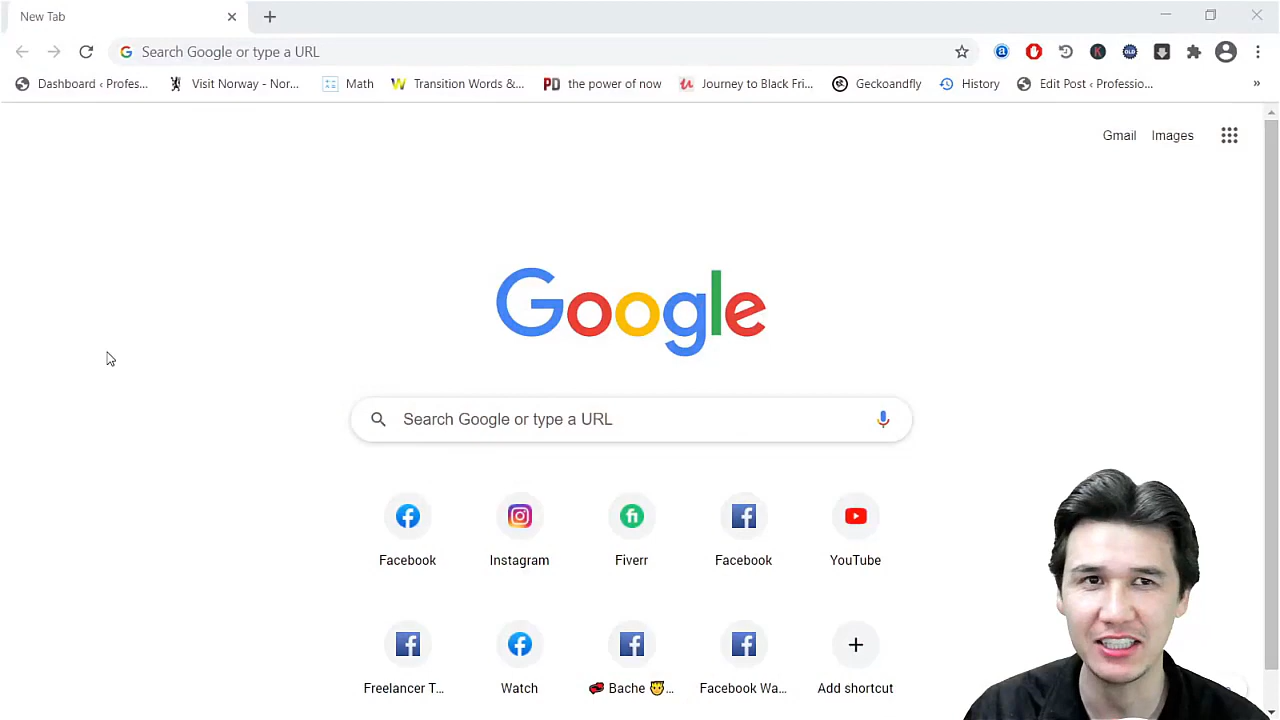 New Tab
Search Google or type a URL
Dashboard ‹ Profes... Visit Norway - Nor... Math Transition Words &... PD the power of now Journey to Black Fri... Geckoandfly History Edit Post ‹ Professio... »
Gmail Images
Google
Search Google or type a URL
Facebook Instagram Fiverr Facebook YouTube
Freelancer T... Watch Bache ... Facebook Wa... Add shortcut